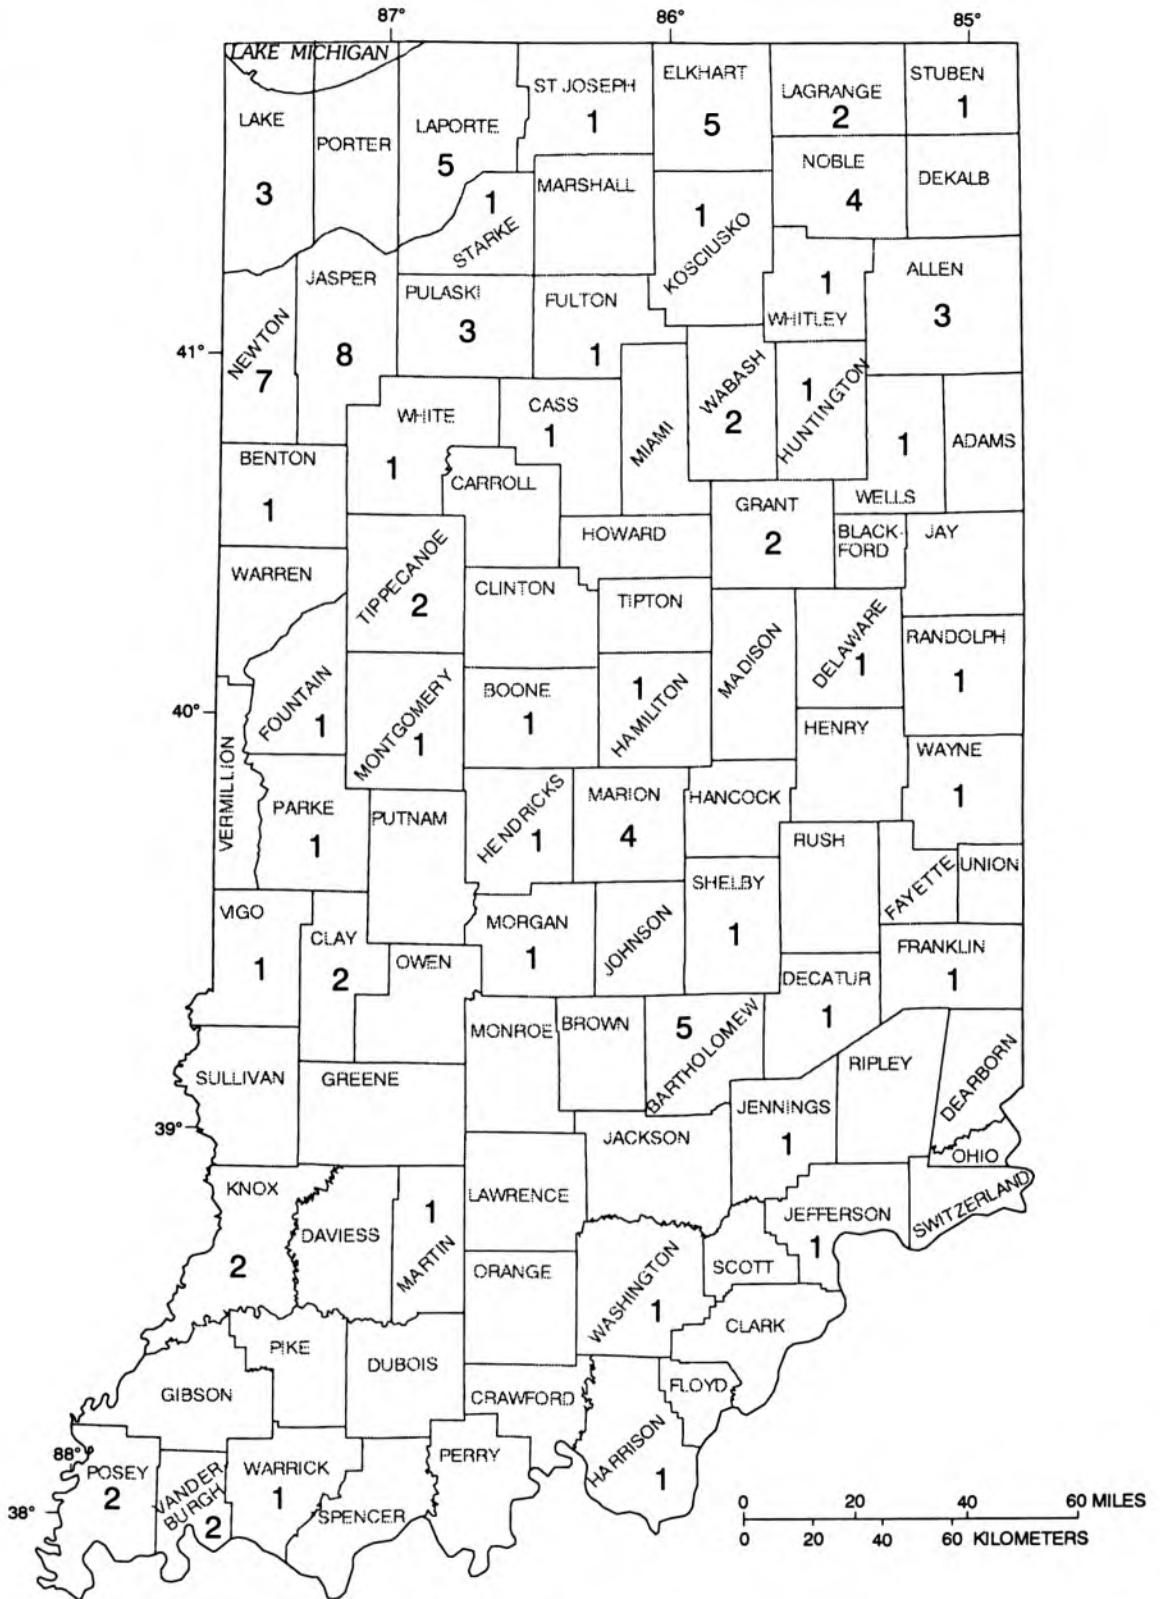 87° 86° 85°
LAKE MICHIGAN
ST JOSEPH
1
ELKHART
5
LAGRANGE
2
STUBEN
1
LAKE
3
PORTER
LAPORTE
5
1
STARKE
MARSHALL
1
KOSCIUSKO
NOBLE
4
DEKALB
JASPER
8
PULASKI
3
FULTON
1
1
WHITLEY
ALLEN
3
41°
NEWTON
7
WHITE
1
CASS
1
MIAMI
WABASH
2
1
HUNTINGTON
1
WELLS
ADAMS
BENTON
1
CARROLL
HOWARD
GRANT
2
BLACK-
FORD
JAY
WARREN
TIPPECANOE
2
CLINTON
TIPTON
MADISON
DELAWARE
1
RANDOLPH
1
40°
FOUNTAIN
1
MONTGOMERY
1
BOONE
1
1
HAMILITON
HENRY
WAYNE
1
VERMILLION
PARKE
1
PUTNAM
HENDRICKS
1
MARION
4
HANCOCK
RUSH
FAYETTE
UNION
VIGO
1
CLAY
2
OWEN
MORGAN
1
JOHNSON
SHELBY
1
DECATUR
1
FRANKLIN
1
MONROE
BROWN
5
BARTHOLOMEW
RIPLEY
DEARBORN
SULLIVAN
GREENE
JENNINGS
1
39°
JACKSON
OHIO
KNOX
2
DAVIESS
1
MARTIN
LAWRENCE
JEFFERSON
1
SWITZERLAND
ORANGE
WASHINGTON
1
SCOTT
CLARK
PIKE
DUBOIS
GIBSON
CRAWFORD
FLOYD
HARRISON
1
88°
POSEY
2
VANDER
BURGH
2
WARRICK
1
SPENCER
PERRY
38°
0 20 40 60 MILES
0 20 40 60 KILOMETERS